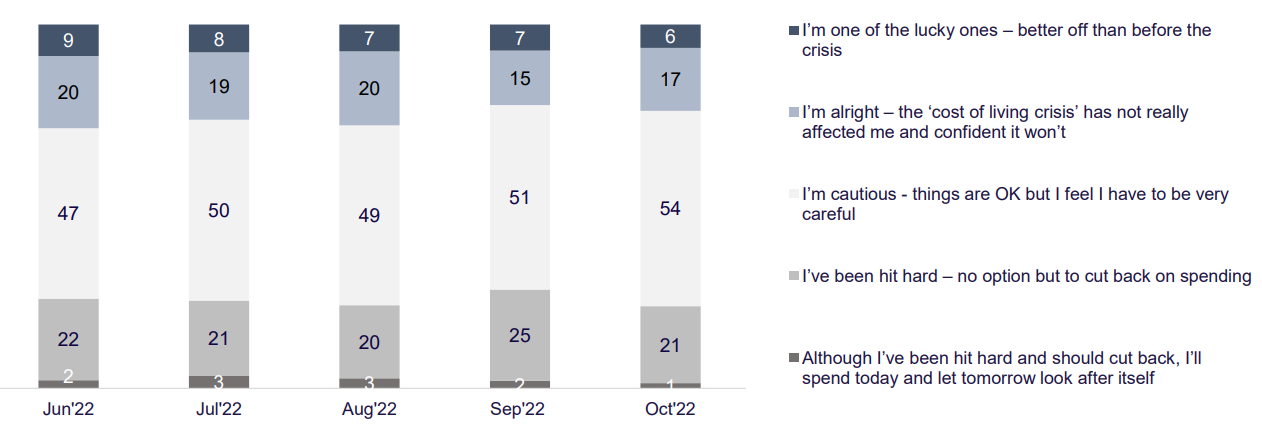 9
8
7
7
6
I’m one of the lucky ones – better off than before the
crisis
20
19
20
15
17
I’m alright – the ‘cost of living crisis’ has not really
affected me and confident it won’t
47
50
49
51
54
I’m cautious - things are OK but I feel I have to be very
careful
22
21
20
25
21
I’ve been hit hard – no option but to cut back on spending
2
3
3
2
1
Although I’ve been hit hard and should cut back, I’ll
spend today and let tomorrow look after itself
Jun'22
Jul'22
Aug'22
Sep'22
Oct'22